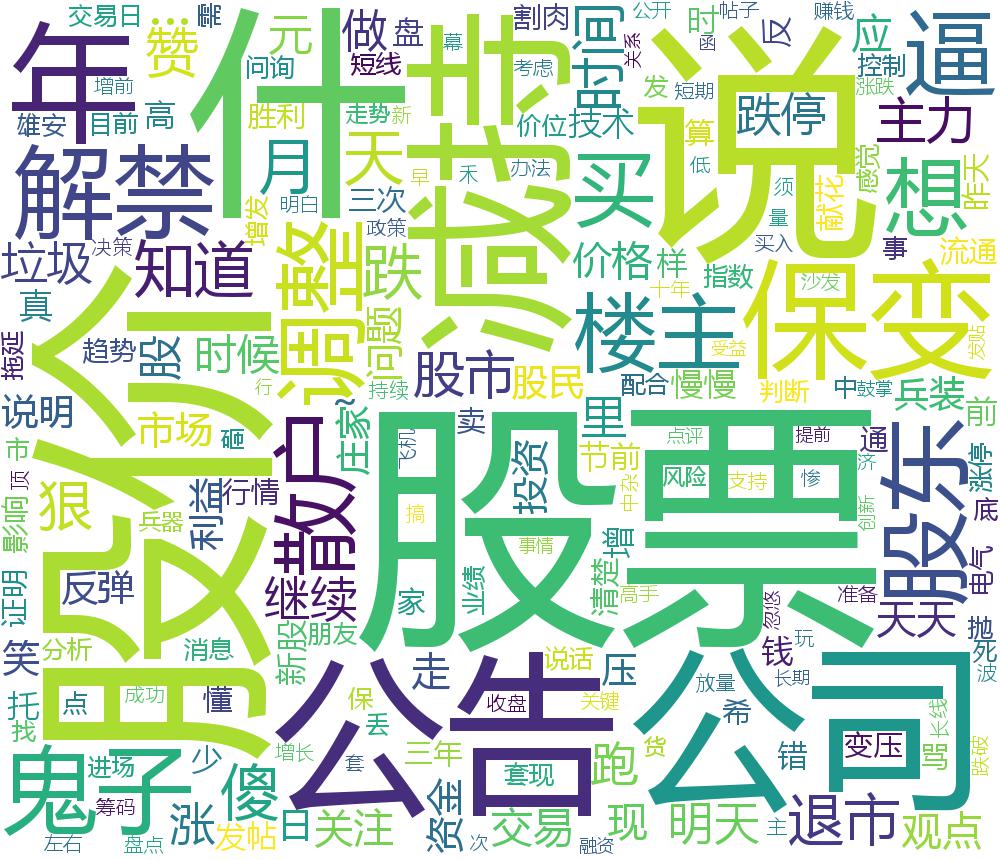 交易日
需
…
赞
元
做
盘
割肉
公开
帖子
赚钱
年
什
持
时间
关系
时
函
反
应
逼
增前
问询
短线
幕
考虑
说
控制
涨跌
雄安
目前
高
胜利
走势
新
价位
技术
发
短期
算
跌停
主力
解禁
月
天
减
早
禾
办法
买
低
感觉
想
昨天
明白
三次
政策
须
量
献花
增发
垃圾
决策
知道
调整
跌
价格
样
指数
买入
事
流通
真
十年
沙发
保变
拖延
趋势
股
时候
问题
楼主
受益
发贴
行
持续
股市
股民
配合
慢慢
判断
中
鼓掌
兵装
前
说明
股价
市场
砸
散户
庄家
~
卖
里
点评
提前
通
股东
涨停
市
顶
狠
利益
行情
飞机
投资
节前
风险
支持
惨
济
创新
影响
兵器
股票
中杂
底
搞
事情
增
证明
反弹
继续
家
业绩
清楚
高手
忽悠
准备
电气
天天
抛
笑
分析
消息
新股
朋友
走
说话
压
钱
玩
死
波
托
点
成功
懂
公告
保
丢
收盘
关键
公司
放量
希
长期
找
长线
鬼子
进场
少
增长
套
三年
套现
跑
货
错
变压
骂
跌破
筹码
傻
涨
发帖
日
关注
资金
交易
现
明天
主
退市
观点
左右
盘点
次
融资